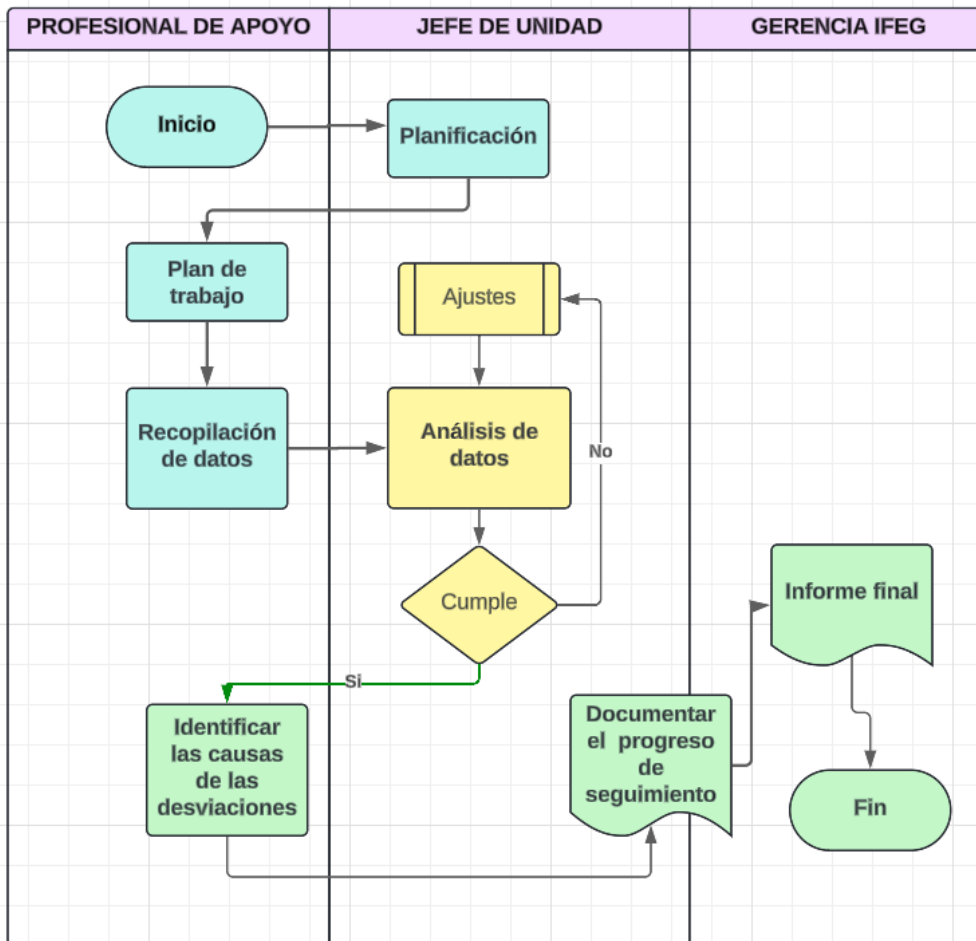 PROFESIONAL DE APOYO
JEFE DE UNIDAD
GERENCIA IFEG
Inicio
Planificación
Plan de
trabajo
Ajustes
Recopilación
de datos
Análisis de
datos
No
Cumple
Informe final
Si
Identificar
las causas
de las
desviaciones
Documentar
el progreso
de
seguimiento
Fin